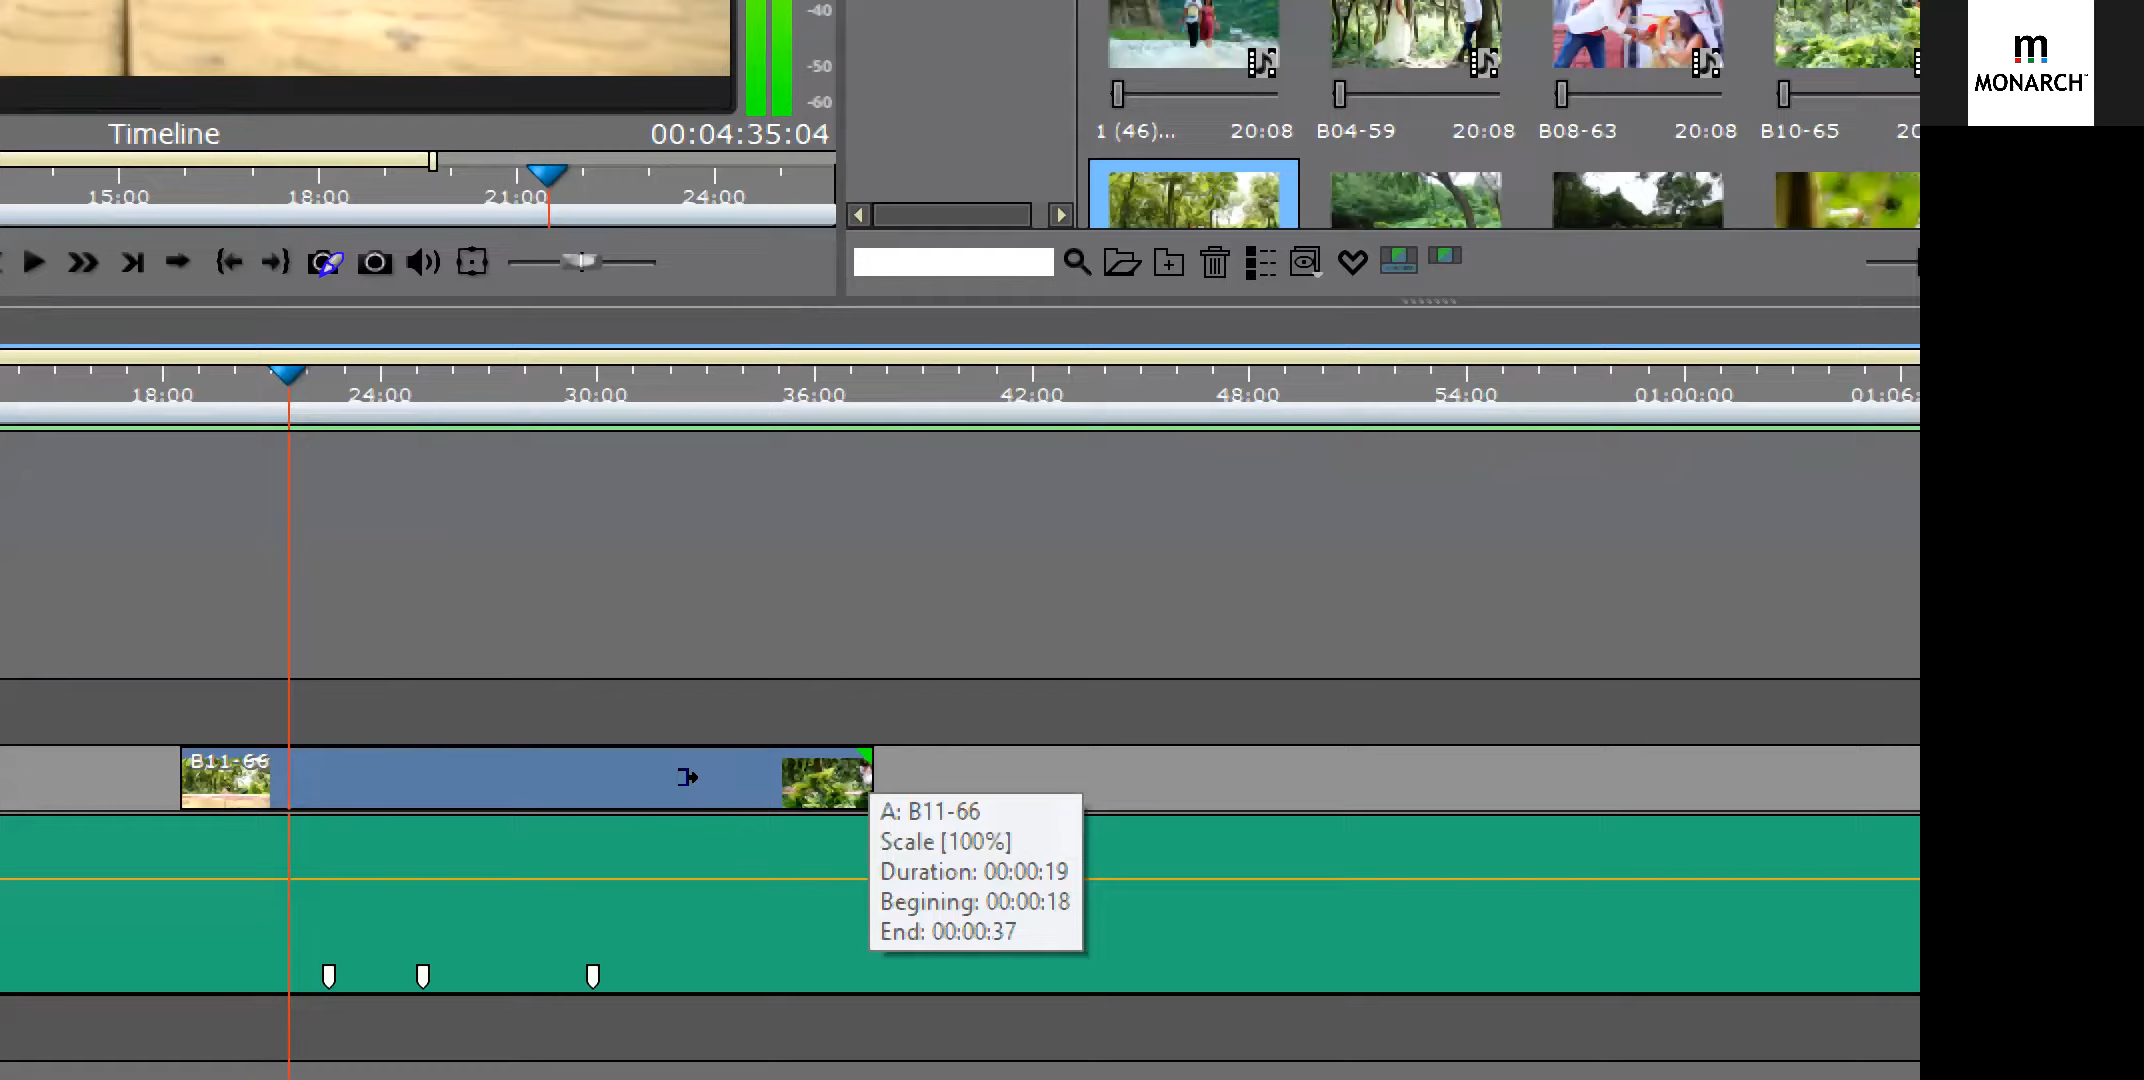 -40
-50
-60
m
MONARCH
Timeline 00:04:35:04
1 (46)... 20:08 B04-59 20:08 B08-63 20:08 B10-65
15:00 18:00 21:00 24:00
18:00 24:00 30:00 36:00 42:00 48:00 54:00 01:00:00 01:06:
B11-66
A: B11-66
Scale [100%]
Duration: 00:00:19
Begining: 00:00:18
End: 00:00:37